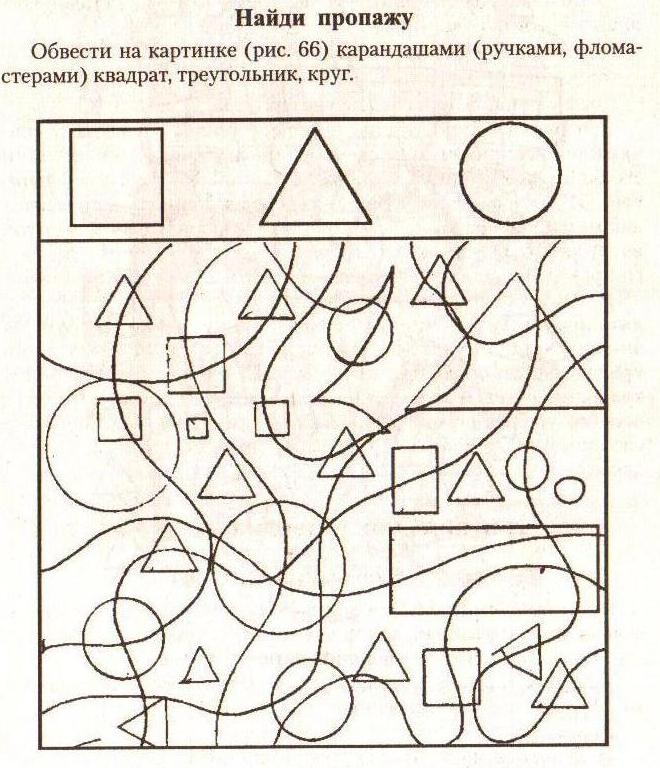 Найди пропажу
Обвести на картинке (рис. 66) карандашами (ручками, флома-
стерами) квадрат, треугольник, круг.